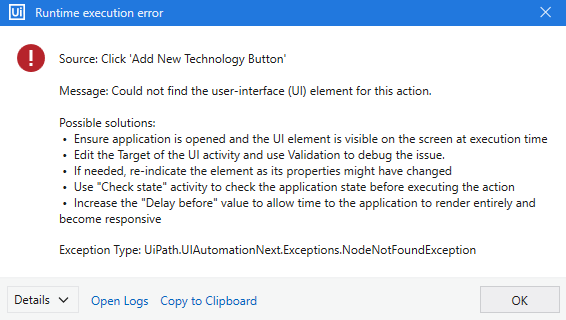 Ui Runtime execution error
Source: Click 'Add New Technology Button'
Message: Could not find the user-interface (UI) element for this action.
Possible solutions:
• Ensure application is opened and the UI element is visible on the screen at execution time
• Edit the Target of the UI activity and use Validation to debug the issue.
• If needed, re-indicate the element as its properties might have changed
• Use "Check state" activity to check the application state before executing the action
• Increase the "Delay before" value to allow time to the application to render entirely and
become responsive
Exception Type: UiPath.UIAutomationNext.Exceptions.NodeNotFoundException
Details Open Logs Copy to Clipboard OK